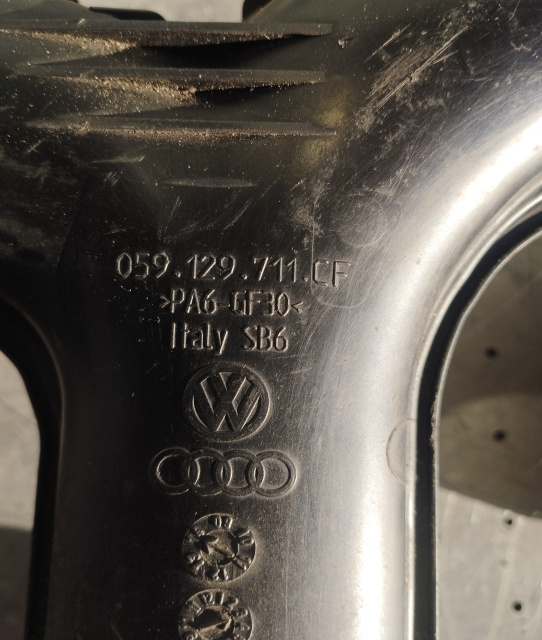 059.129.711.CF
>PA6-GF30<
Italy SB6